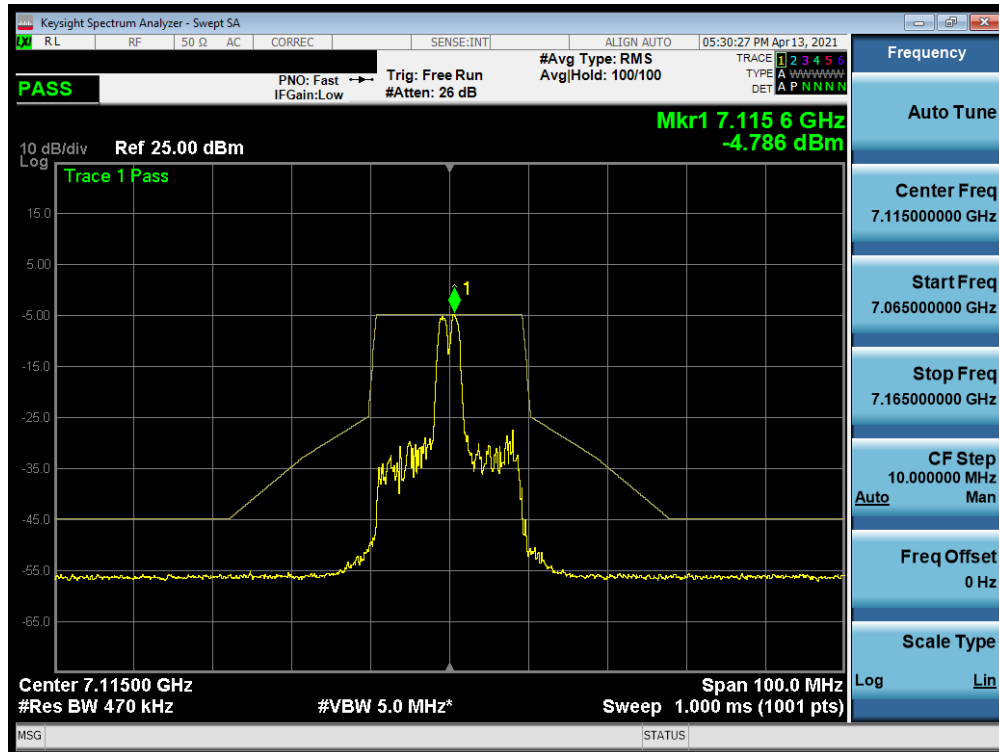 Keysight Spectrum Analyzer - Swept SA
LXI RL RF 50 Ω AC CORREC SENSE:INT ALIGN AUTO 05:30:27 PM Apr 13, 2021
PASS
PNO: Fast
IFGain:Low
Trig: Free Run
#Atten: 26 dB
#Avg Type: RMS
Avg|Hold: 100/100
TRACE 1 2 3 4 5 6
TYPE A WWWWW
DET A P N N N N
Mkr1 7.115 6 GHz
-4.786 dBm
10 dB/div Ref 25.00 dBm
Log
Trace 1 Pass
15.0
5.00
1
-5.00
-15.0
-25.0
-35.0
-45.0
-55.0
-65.0
Center 7.11500 GHz Span 100.0 MHz
#Res BW 470 kHz #VBW 5.0 MHz* Sweep 1.000 ms (1001 pts)
MSG STATUS
Frequency
Auto Tune
Center Freq
7.115000000 GHz
Start Freq
7.065000000 GHz
Stop Freq
7.165000000 GHz
CF Step
10.000000 MHz
Auto Man
Freq Offset
0 Hz
Scale Type
Log Lin